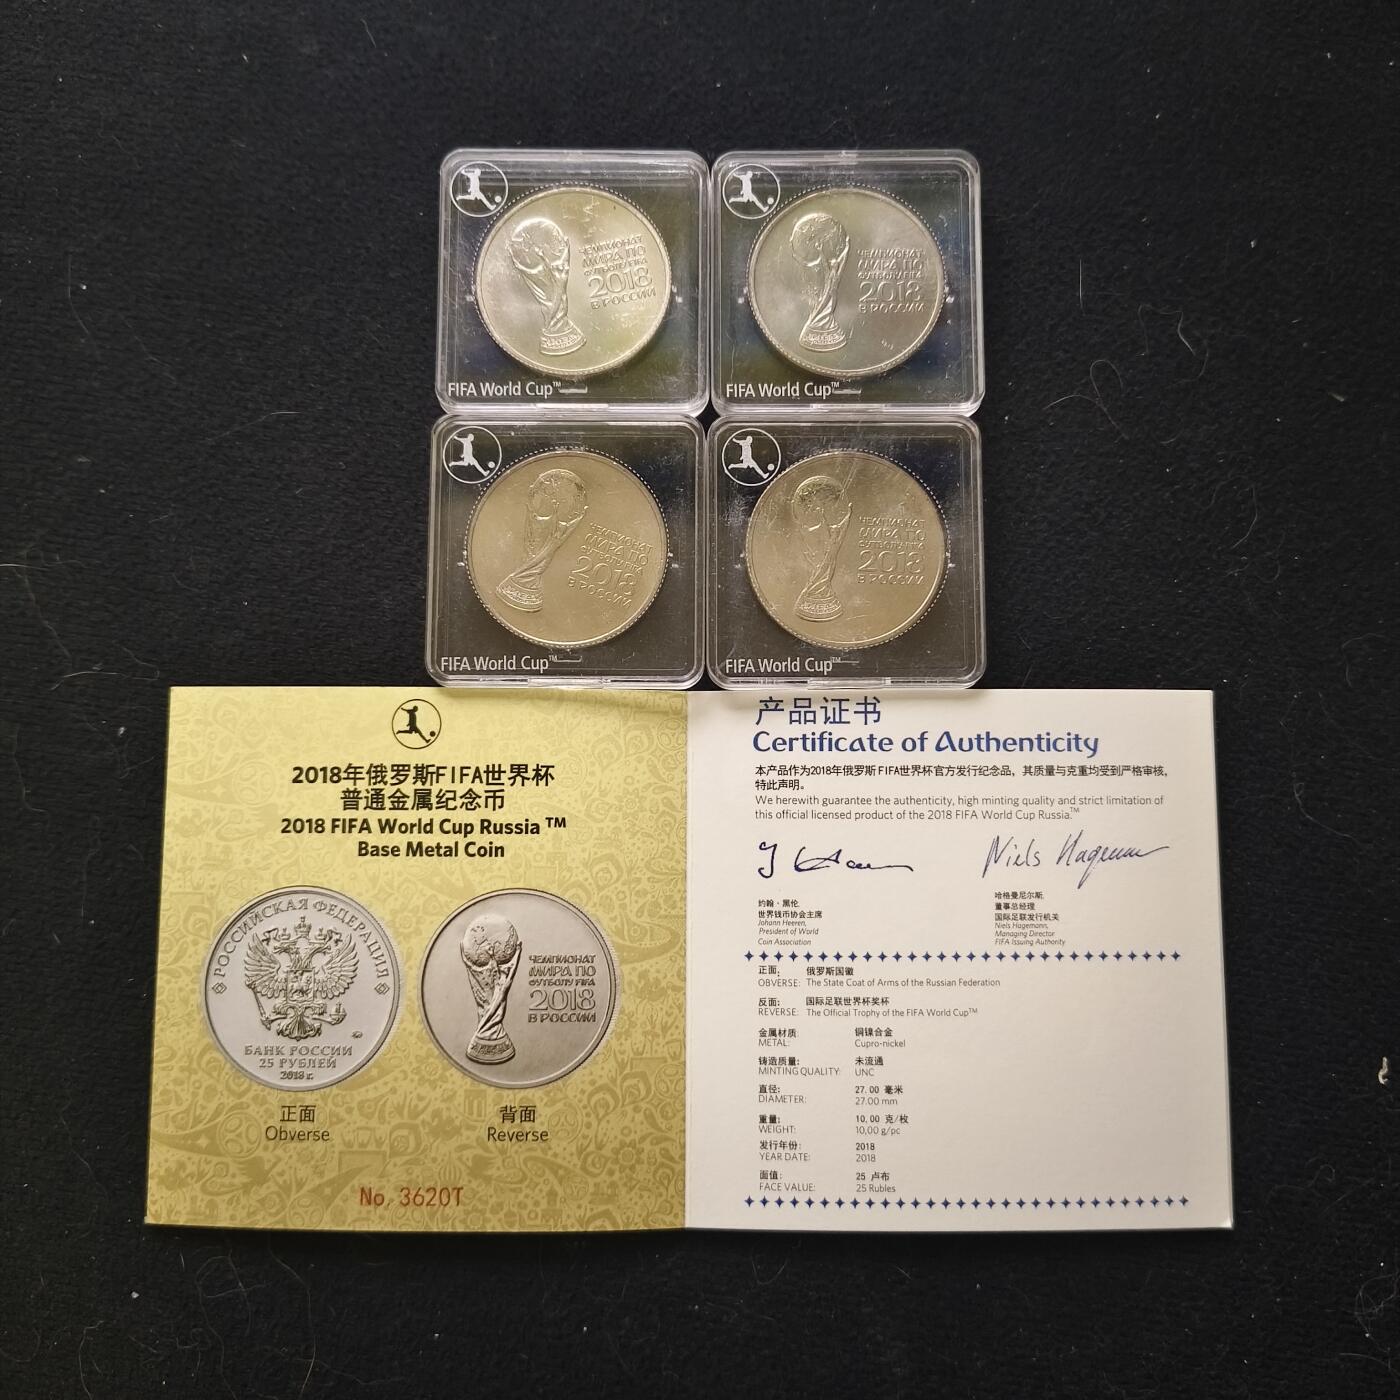 ЧЕМПИОНАТ
МИРА ПО
ФУТБОЛУ FIFA
2018
В РОССИИ
FIFA World Cup™
ЧЕМПИОНАТ
МИРА ПО
ФУТБОЛУ FIFA
2018
В РОССИИ
FIFA World Cup™
ЧЕМПИОНАТ
МИРА ПО
ФУТБОЛУ FIFA
2018
В РОССИИ
FIFA World Cup™
ЧЕМПИОНАТ
МИРА ПО
ФУТБОЛУ FIFA
2018
В РОССИИ
FIFA World Cup™
2018年俄罗斯FIFA世界杯
普通金属纪念币
2018 FIFA World Cup Russia ™
Base Metal Coin
РОССИЙСКАЯ ФЕДЕРАЦИЯ
БАНК РОССИИ
25 РУБЛЕЙ
2018 г.
ЧЕМПИОНАТ
МИРА ПО
ФУТБОЛУ FIFA
2018
В РОССИИ
正面
Obverse
背面
Reverse
No. 3620T
产品证书
Certificate of Authenticity
本产品作为2018年俄罗斯FIFA世界杯官方发行纪念品，其质量与克重均受到严格审核，
特此声明。
We herewith guarantee the authenticity, high minting quality and strict limitation of
this official licensed product of the 2018 FIFA World Cup Russia.™
Niels Hagemann
约翰·黑伦
世界钱币协会主席
Johann Heeren,
President of World
Coin Association
哈格曼尼尔斯
董事总经理
国际足联发行机关
Niels Hagemann,
Managing Director
FIFA Issuing Authority
正面: 俄罗斯国徽
OBVERSE: The State Coat of Arms of the Russian Federation
反面: 国际足联世界杯奖杯
REVERSE: The Official Trophy of the FIFA World Cup™
金属材质 铜镍合金
METAL: Cupro-nickel
铸造质量: 未流通
MINTING QUALITY: UNC
直径: 27.00 毫米
DIAMETER: 27.00 mm
重量: 10.00 克/枚
WEIGHT: 10,00 g/pc
发行年份: 2018
YEAR DATE: 2018
面值: 25 卢布
FACE VALUE: 25 Rubles